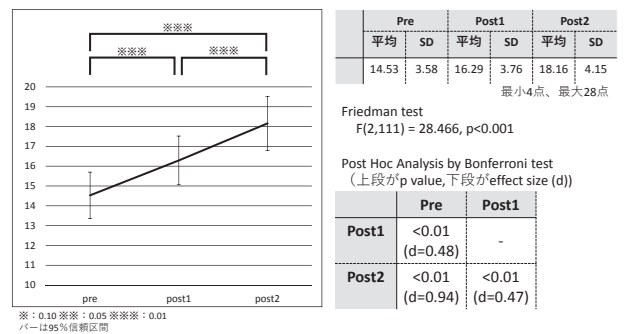 ※※※
※※※ ※※※
20
19
18
17
16
15
14
13
12
11
10
pre post1 post2
※：0.10 ※※：0.05 ※※※：0.01
バーは95%信頼区間
Pre Post1 Post2
平均 SD 平均 SD 平均 SD
14.53 3.58 16.29 3.76 18.16 4.15
最小4点、最大28点
Friedman test
F(2,111) = 28.466, p<0.001
Post Hoc Analysis by Bonferroni test
（上段がp value,下段がeffect size (d))
Pre Post1
Post1 <0.01 -
(d=0.48)
Post2 <0.01 <0.01
(d=0.94) (d=0.47)